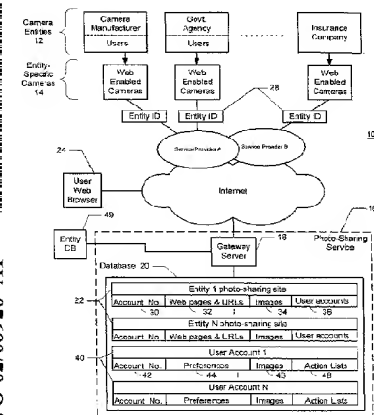 Camera Entities 12
Camera Manufacturer
Users
Govt. Agency
Users
Insurance Company
Entity-Specific Cameras 14
Web Enabled Cameras
Web Enabled Cameras
Web Enabled Cameras
28
Entity ID
Entity ID
Entity ID
10
Service Provider A
Service Provider B
24
User Web Browser
Internet
16
49
Entity DB
Gateway Server
18
Photo-Sharing Service
Database 20
Entity 1 photo-sharing site
22
Account No.
Web pages & URLs
Images
User accounts
30
32
34
36
Entity N photo-sharing site
Account No.
Web pages & URLs
Images
User accounts
40
User Account 1
Account No.
Preferences
Images
Action Lists
42
44
48
User Account N
Account No.
Preferences
Images
Action Lists